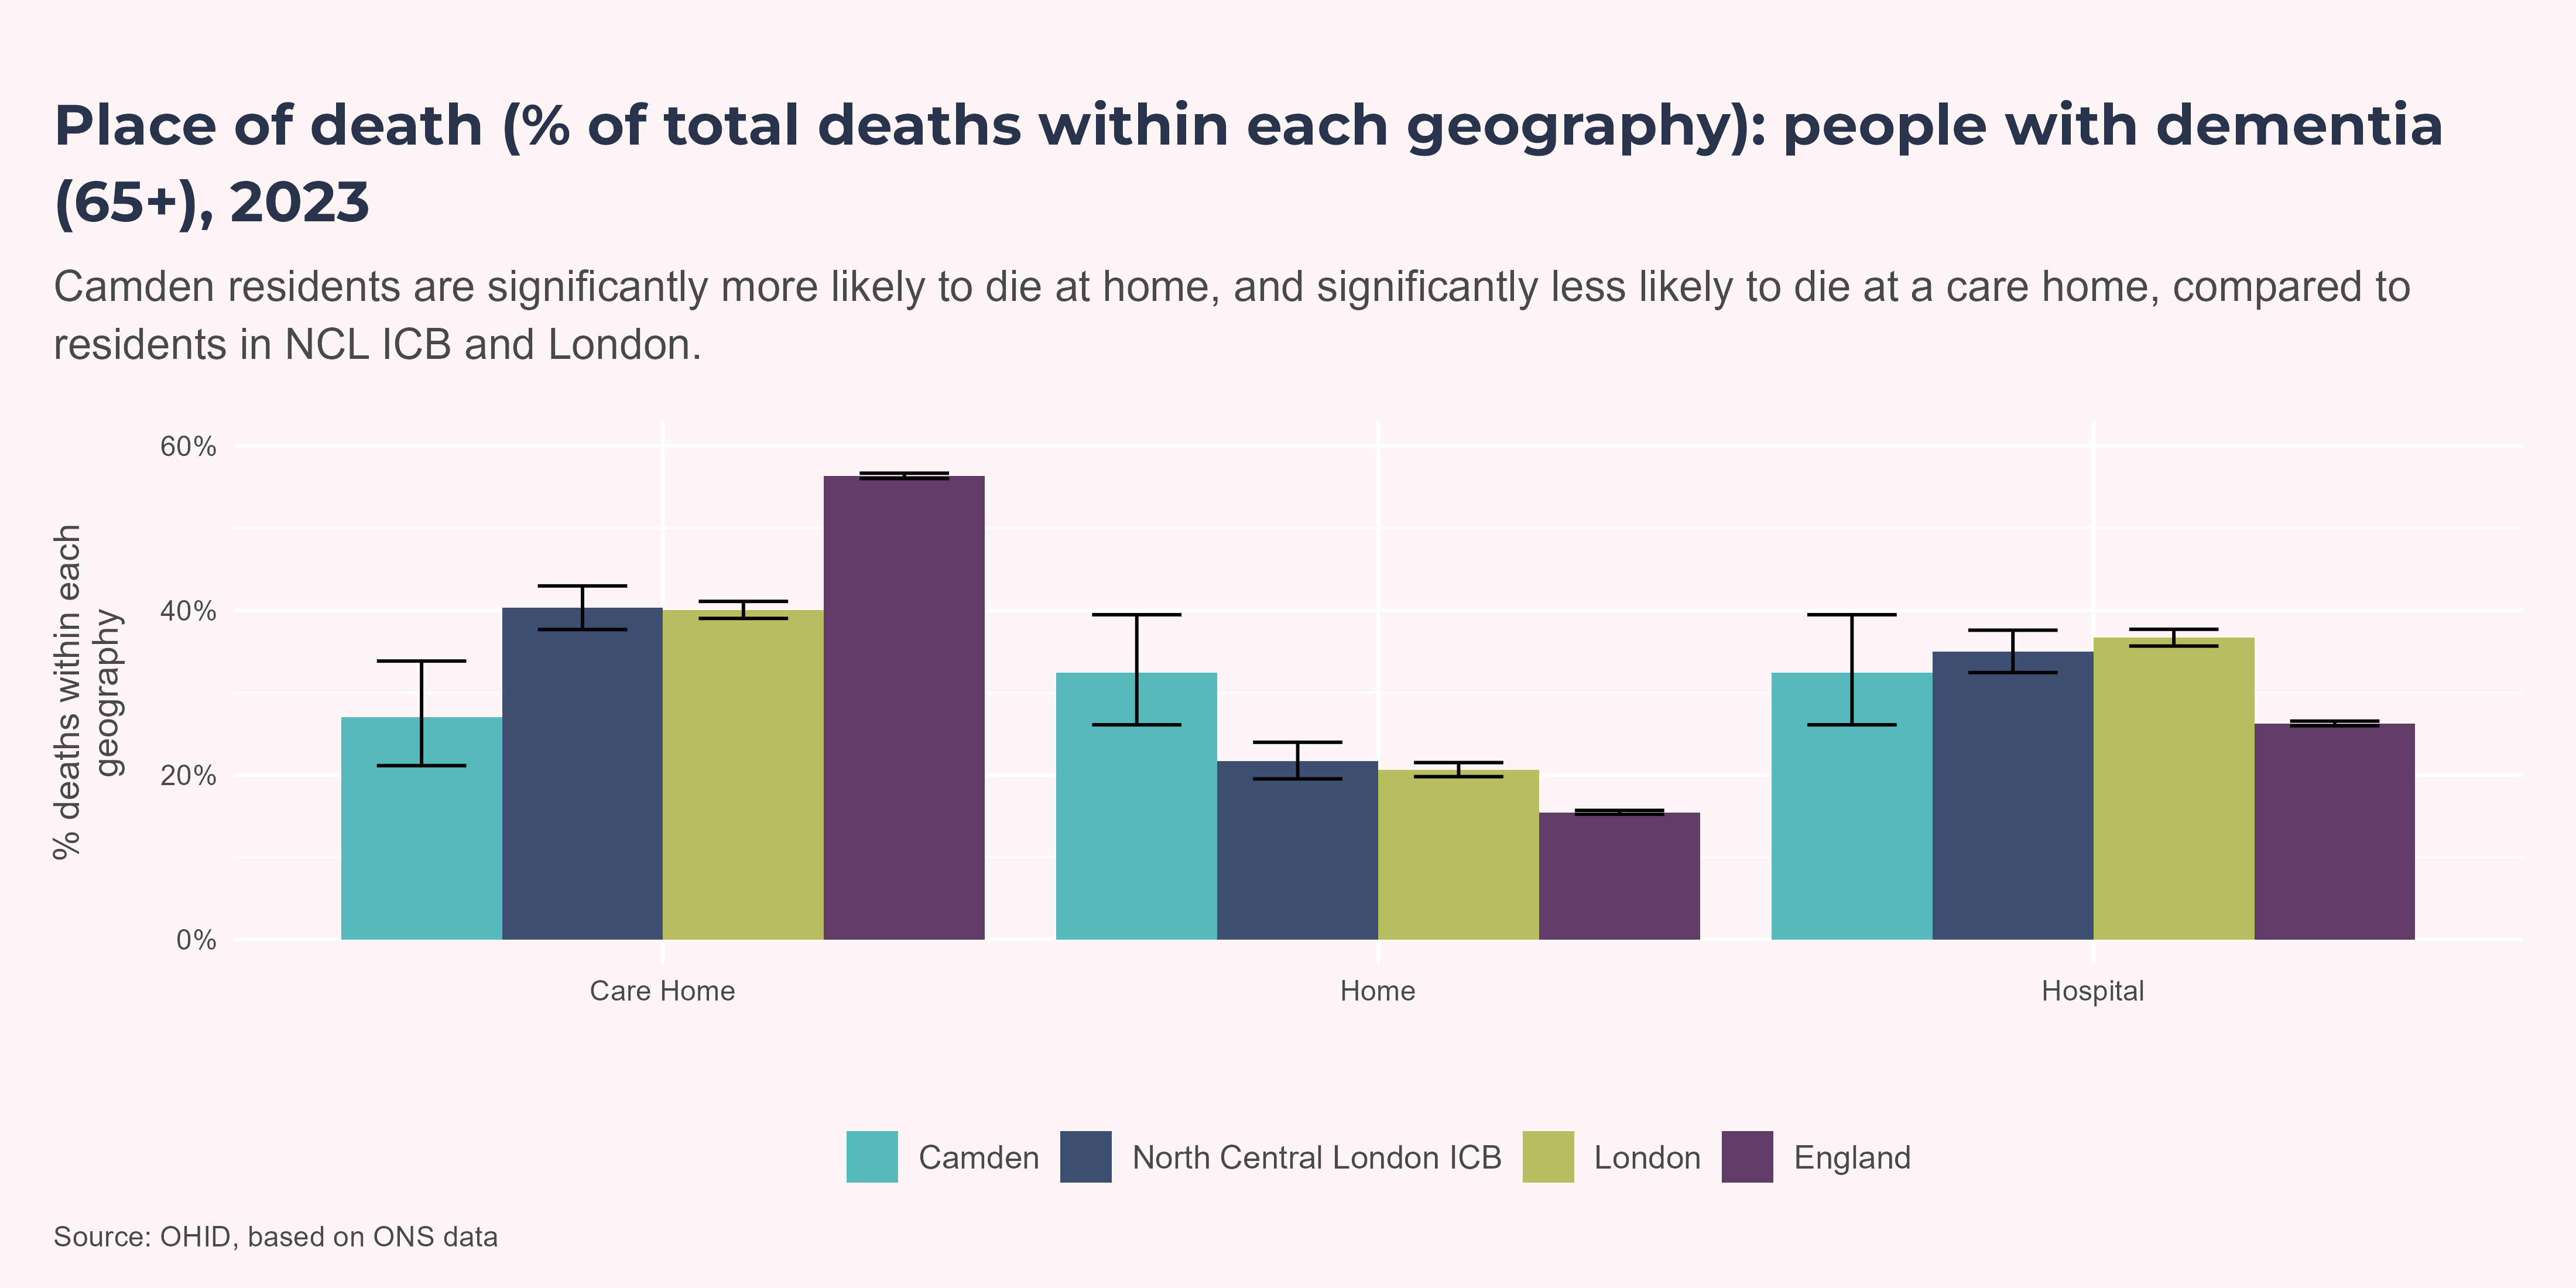 Place of death (% of total deaths within each geography): people with dementia
(65+), 2023
Camden residents are significantly more likely to die at home, and significantly less likely to die at a care home, compared to
residents in NCL ICB and London.
% deaths within each
geography
60%
40%
20%
0%
Care Home
Home
Hospital
Camden
North Central London ICB
London
England
Source: OHID, based on ONS data